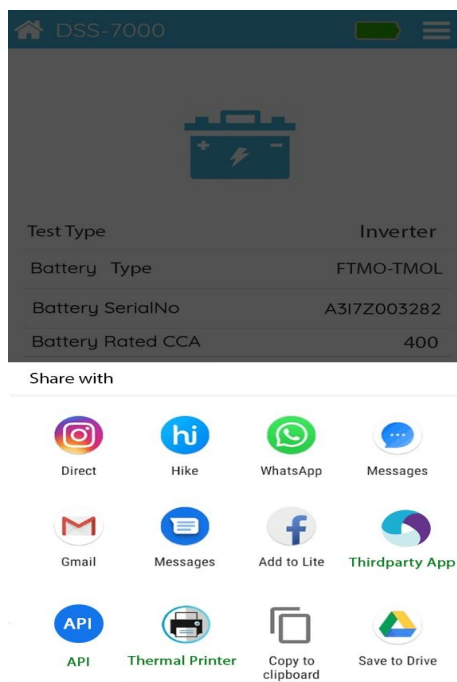 DSS-7000
+ -
Test Type Inverter
Battery Type FTMO-TMOL
Battery SerialNo A3I7Z003282
Battery Rated CCA 400
Share with
hi
Direct Hike WhatsApp Messages
Gmail Messages Add to Lite Thirdparty App
API
API Thermal Printer Copy to Save to Drive
clipboard